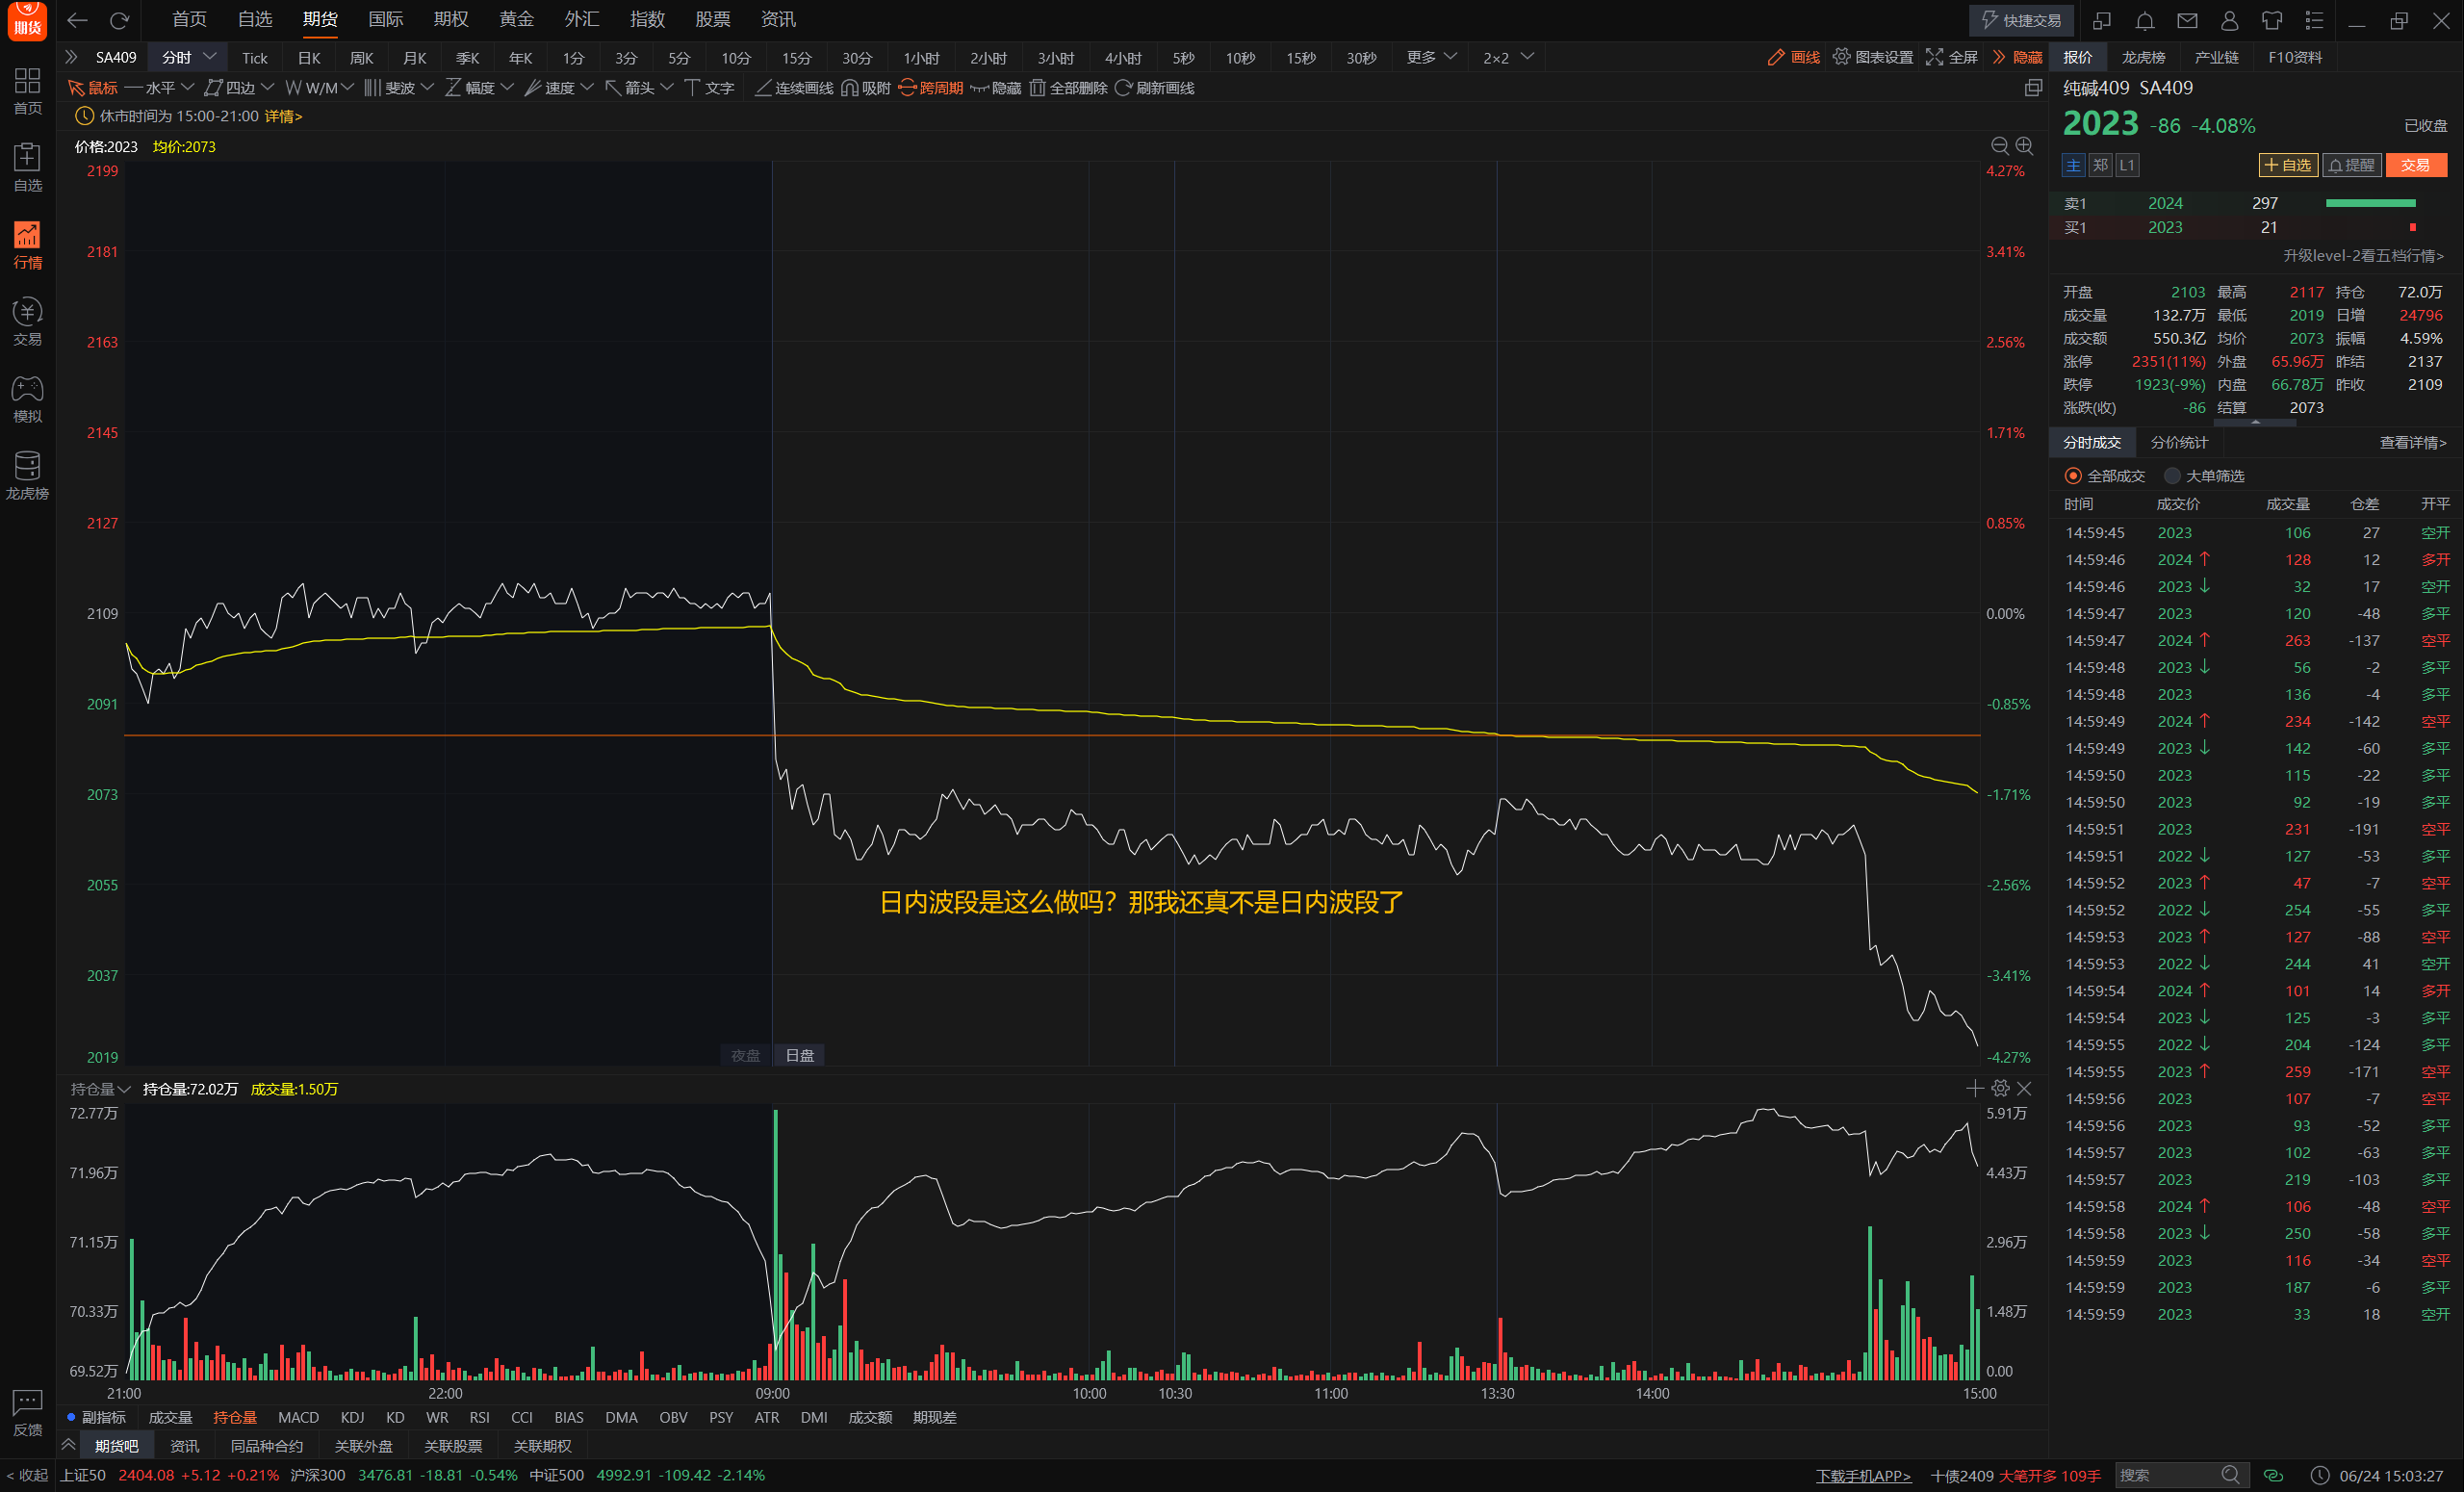 期货 首页 自选 期货 国际 期权 黄金 外汇 指数 股票 资讯 快捷交易
SA409 分时 Tick 日K 周K 月K 季K 年K 1分 3分 5分 10分 15分 30分 1小时 2小时 3小时 4小时 5秒 10秒 15秒 30秒 更多 2×2 画线 图表设置 全屏 隐藏
鼠标 水平 四边 W/M 斐波 幅度 速度 箭头 文字 连续画线 吸附 跨周期 隐藏 全部删除 刷新画线
休市时间为 15:00-21:00 详情>
价格:2023 均价:2073
首页
自选
行情
交易
模拟
龙虎榜
反馈
< 收起
2199 4.27%
2181 3.41%
2163 2.56%
2145 1.71%
2127 0.85%
2109 0.00%
2091 -0.85%
2073 -1.71%
2055 -2.56%
2037 -3.41%
2019 -4.27%
日内波段是这么做吗？那我还真不是日内波段了
夜盘 日盘
持仓量 持仓量:72.02万 成交量:1.50万
72.77万 5.91万
71.96万 4.43万
71.15万 2.96万
70.33万 1.48万
69.52万 0.00
21:00 22:00 09:00 10:00 10:30 11:00 13:30 14:00 15:00
副指标 成交量 持仓量 MACD KDJ KD WR RSI CCI BIAS DMA OBV PSY ATR DMI 成交额 期现差
期货吧 资讯 同品种合约 关联外盘 关联股票 关联期权
报价 龙虎榜 产业链 F10资料
纯碱409 SA409
2023 -86 -4.08% 已收盘
主 郑 L1 自选 提醒 交易
卖1 2024 297
买1 2023 21
升级level-2看五档行情>
开盘 2103 最高 2117 持仓 72.0万
成交量 132.7万 最低 2019 日增 24796
成交额 550.3亿 均价 2073 振幅 4.59%
涨停 2351(11%) 外盘 65.96万 昨结 2137
跌停 1923(-9%) 内盘 66.78万 昨收 2109
涨跌(收) -86 结算 2073
分时成交 分价统计 查看详情>
全部成交 大单筛选
时间 成交价 成交量 仓差 开平
14:59:45 2023 106 27 空开
14:59:46 2024 ↑ 128 12 多开
14:59:46 2023 ↓ 32 17 空开
14:59:47 2023 120 -48 多平
14:59:47 2024 ↑ 263 -137 空平
14:59:48 2023 ↓ 56 -2 多平
14:59:48 2023 136 -4 多平
14:59:49 2024 ↑ 234 -142 空平
14:59:49 2023 ↓ 142 -60 多平
14:59:50 2023 115 -22 多平
14:59:50 2023 92 -19 多平
14:59:51 2023 231 -191 空平
14:59:51 2022 ↓ 127 -53 多平
14:59:52 2023 ↑ 47 -7 空平
14:59:52 2022 ↓ 254 -55 多平
14:59:53 2023 ↑ 127 -88 空平
14:59:53 2022 ↓ 244 41 空开
14:59:54 2024 ↑ 101 14 多开
14:59:54 2023 ↓ 125 -3 多平
14:59:55 2022 ↓ 204 -124 多平
14:59:55 2023 ↑ 259 -171 空平
14:59:56 2023 107 -7 空平
14:59:56 2023 93 -52 多平
14:59:57 2023 102 -63 多平
14:59:57 2023 219 -103 多平
14:59:58 2024 ↑ 106 -48 空平
14:59:58 2023 ↓ 250 -58 多平
14:59:59 2023 116 -34 空平
14:59:59 2023 187 -6 多平
14:59:59 2023 33 18 空开
上证50 2404.08 +5.12 +0.21% 沪深300 3476.81 -18.81 -0.54% 中证500 4992.91 -109.42 -2.14% 下载手机APP> 十债2409 大笔开多 109手 搜索 06/24 15:03:27